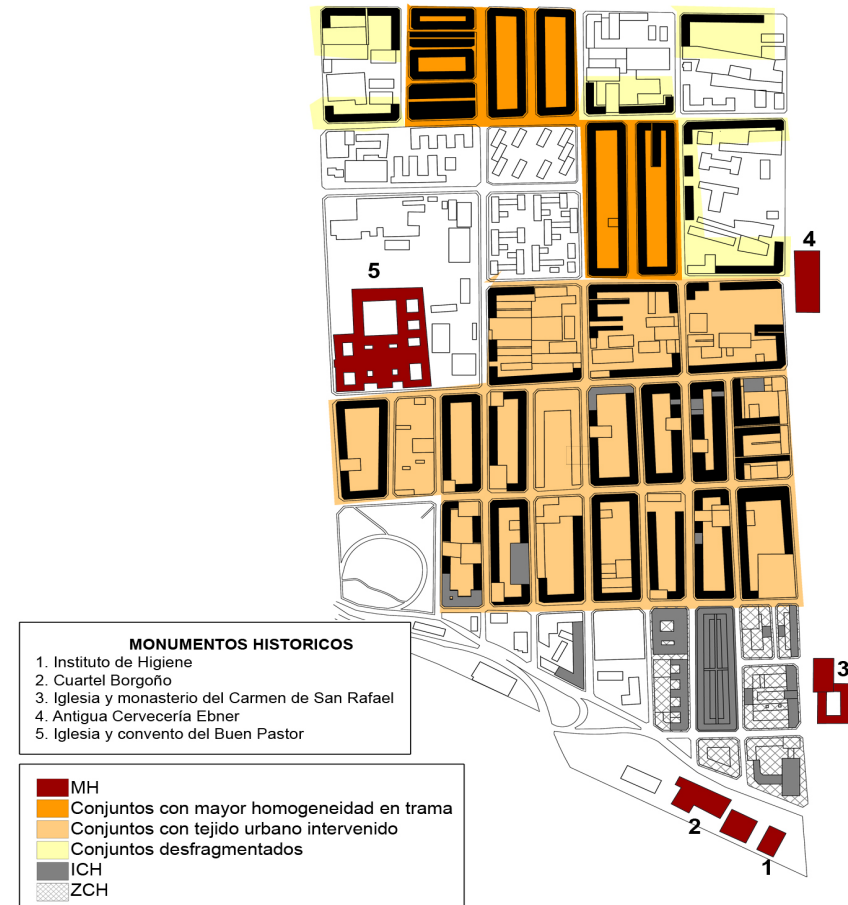 4
5
MONUMENTOS HISTORICOS
1. Instituto de Higiene
2. Cuartel Borgoño
3. Iglesia y monasterio del Carmen de San Rafael
4. Antigua Cervecería Ebner
5. Iglesia y convento del Buen Pastor
3
2
1
MH
Conjuntos con mayor homogeneidad en trama
Conjuntos con tejido urbano intervenido
Conjuntos desfragmentados
ICH
ZCH